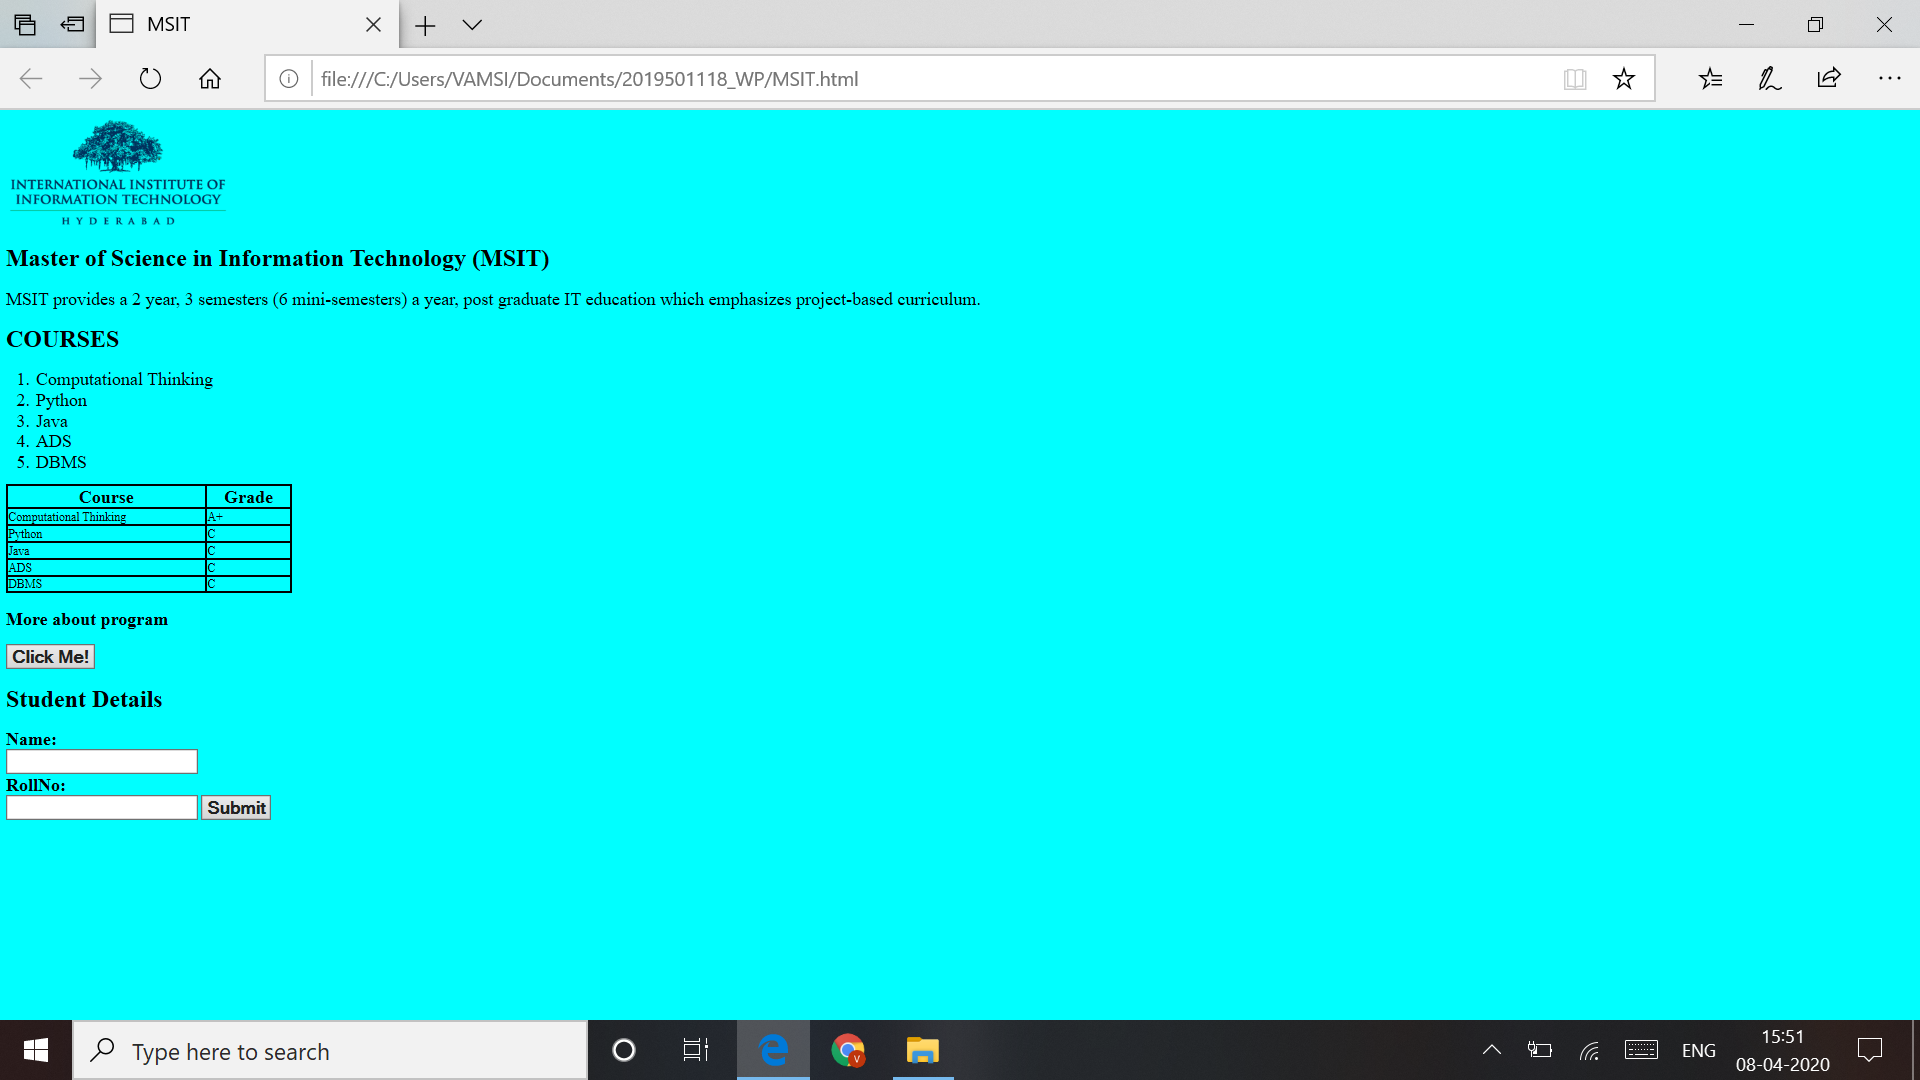 MSIT
file:///C:/Users/VAMSI/Documents/2019501118_WP/MSIT.html
INTERNATIONAL INSTITUTE OF
INFORMATION TECHNOLOGY
HYDERABAD
Master of Science in Information Technology (MSIT)
MSIT provides a 2 year, 3 semesters (6 mini-semesters) a year, post graduate IT education which emphasizes project-based curriculum.
COURSES
1. Computational Thinking
2. Python
3. Java
4. ADS
5. DBMS
Course Grade
Computational Thinking A+
Python C
Java C
ADS C
DBMS C
More about program
Click Me!
Student Details
Name:
RollNo:
Submit
Type here to search
V
ENG
15:51
08-04-2020